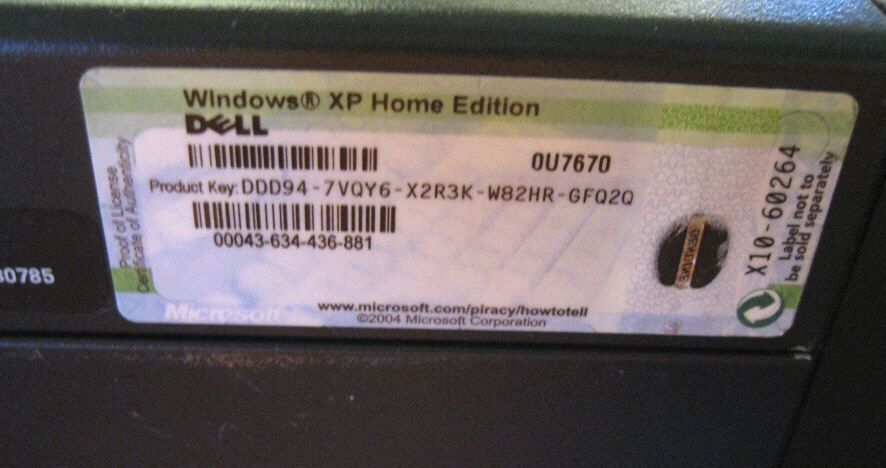 Windows® XP Home Edition
DELL
0U7670
Product Key: DDD94-7VQY6-X2R3K-W82HR-GFQ2Q
00043-634-436-881
Microsoft
www.microsoft.com/piracy/howtotell
©2004 Microsoft Corporation
Proof of License
Certificate of Authenticity
X10-60264
Label not to
be sold separately
30785